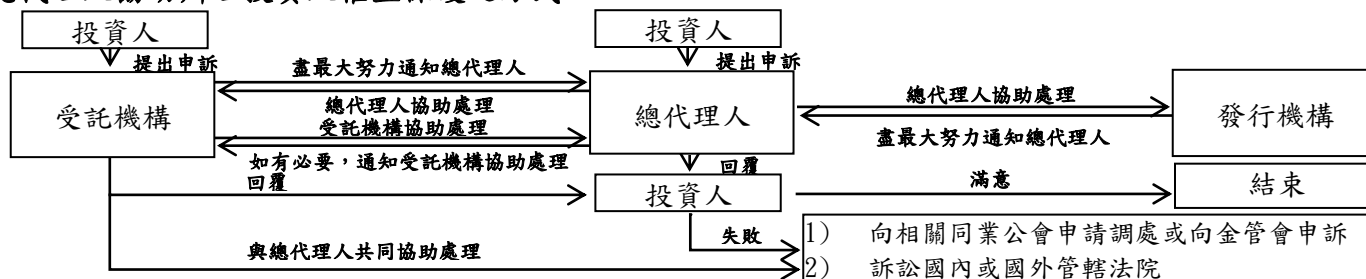 投資人
投資人
提出申訴
提出申訴
盡最大努力通知總代理人
總代理人協助處理
受託機構
總代理人
發行機構
總代理人協助處理
受託機構協助處理
盡最大努力通知總代理人
如有必要，通知受託機構協助處理
回覆
回覆
投資人
滿意
結束
失敗
與總代理人共同協助處理
1) 向相關同業公會申請調處或向金管會申訴
2) 訴訟國內或國外管轄法院